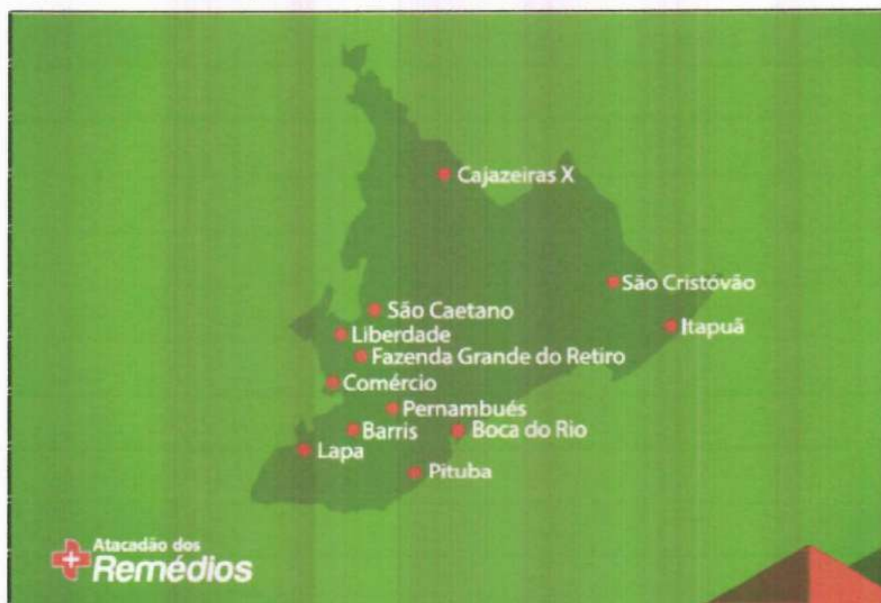 Cajazeiras X
São Cristóvão
São Caetano
Itapuã
Liberdade
Fazenda Grande do Retiro
Comércio
Pernambués
Barris
Boca do Rio
Lapa
Pituba
Atacadão dos
Remédios